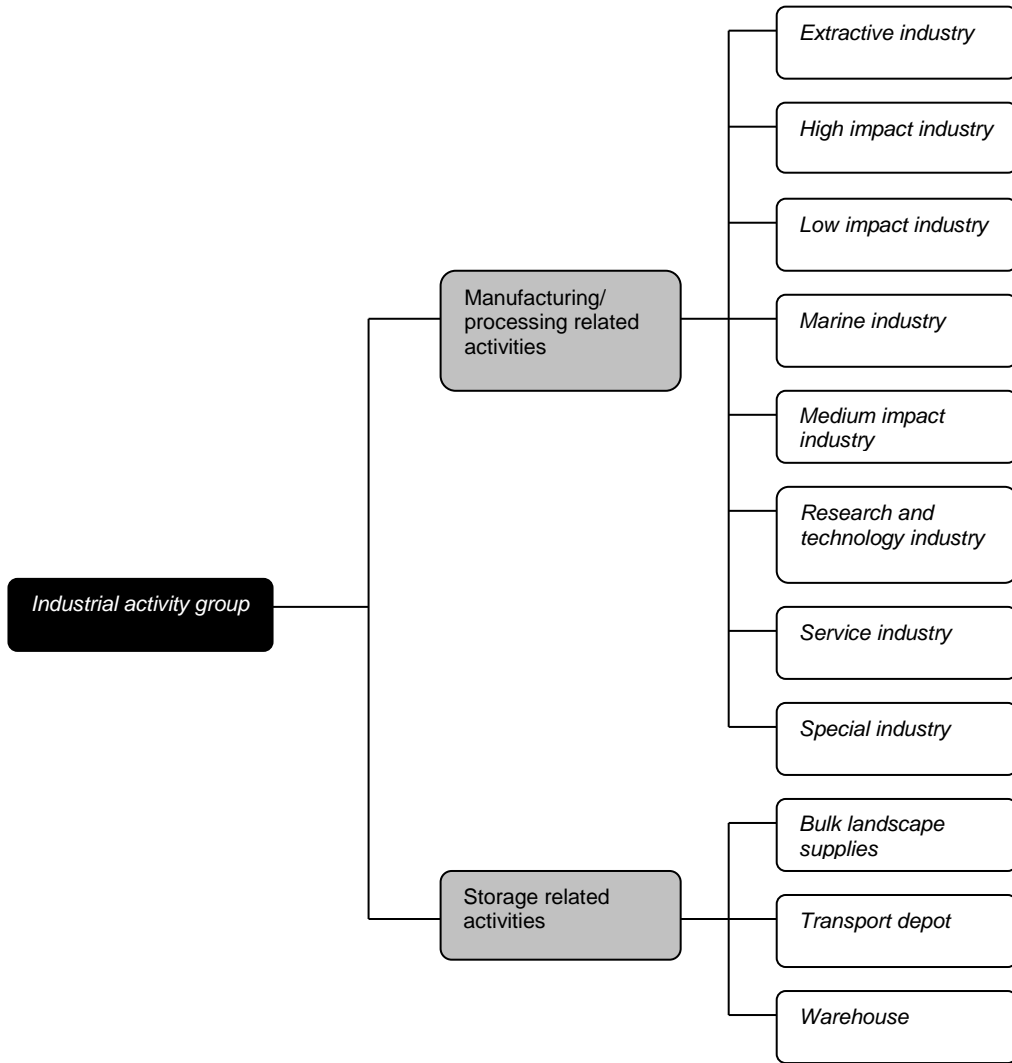 Extractive industry
High impact industry
Low impact industry
Manufacturing/
processing related
activities
Marine industry
Medium impact
industry
Research and
technology industry
Industrial activity group
Service industry
Special industry
Bulk landscape
supplies
Storage related
activities
Transport depot
Warehouse